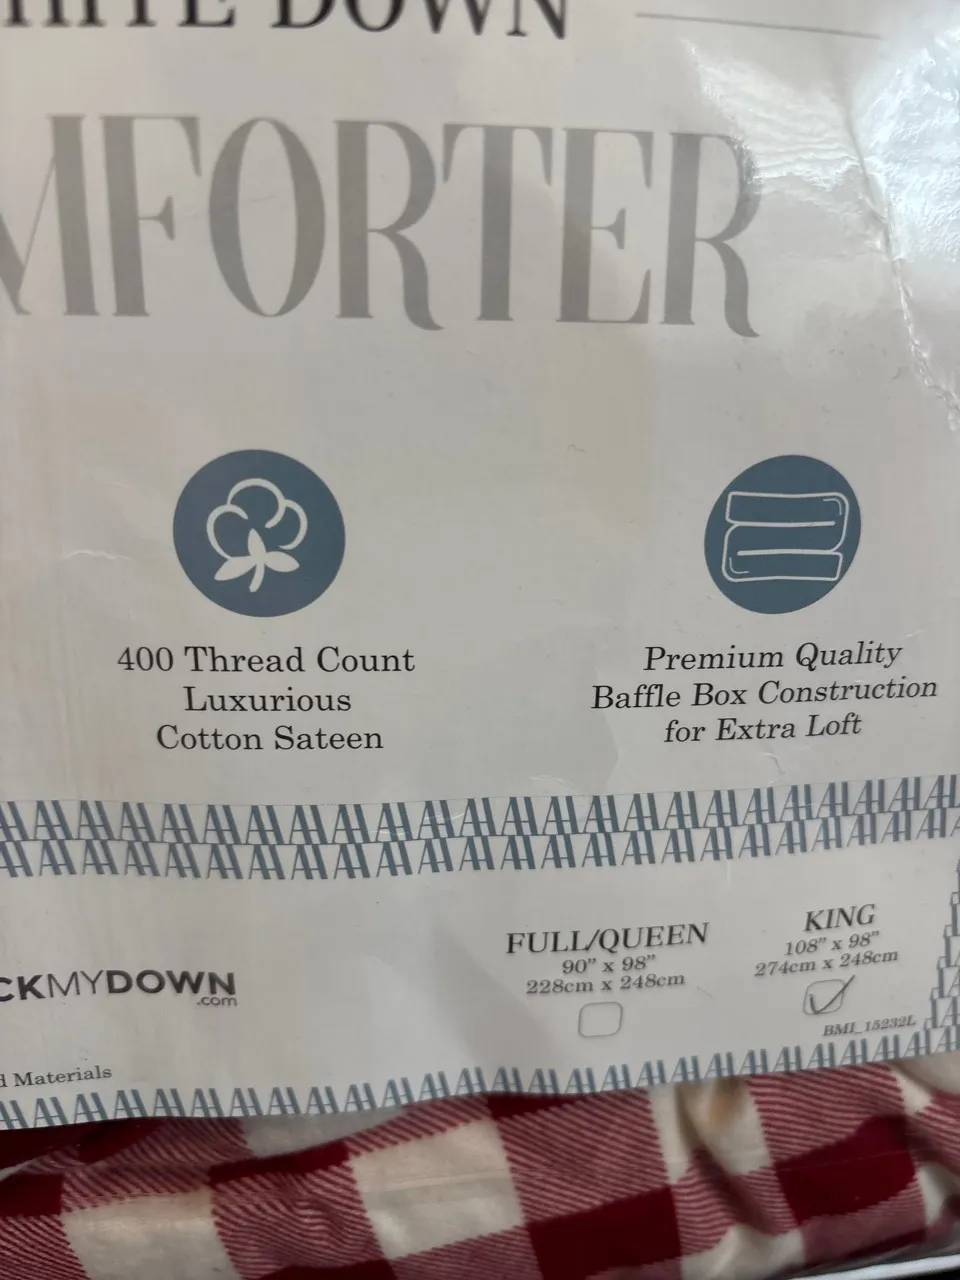 HITE DOWN
MFORTER
400 Thread Count
Luxurious
Cotton Sateen
Premium Quality
Baffle Box Construction
for Extra Loft
CKMYDOWN
.com
FULL/QUEEN
90” x 98”
228cm x 248cm
KING
108” x 98”
274cm x 248cm
BMI_15232L
d Materials